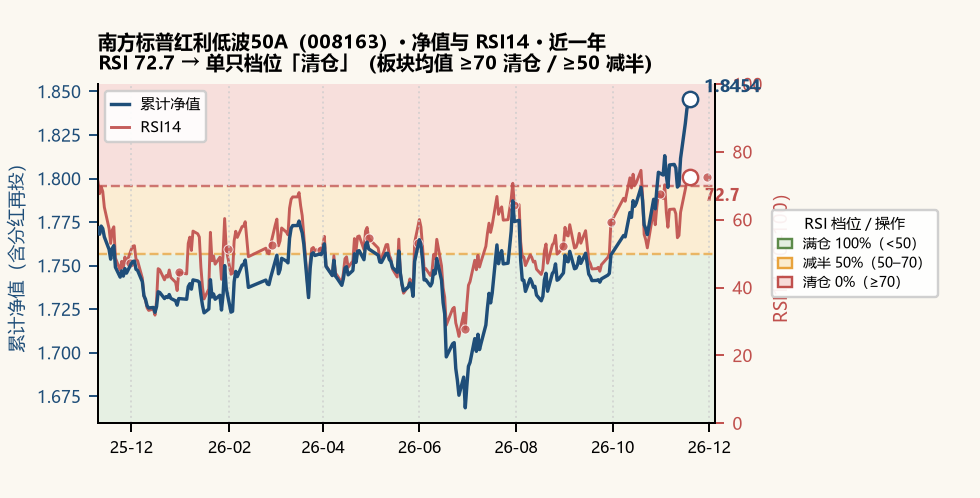 南方标普红利低波50A（008163）·净值与 RSI14·近一年
RSI 72.7 → 单只档位「清仓」（板块均值 ≥70 清仓 / ≥50 减半）
累计净值
RSI14
1.8454
72.7
累计净值（含分红再投）
1.850
1.825
1.800
1.775
1.750
1.725
1.700
1.675
100
80
60
40
20
0
RSI
RSI 档位 / 操作
满仓 100%（<50）
减半 50%（50–70）
清仓 0%（≥70）
25-12
26-02
26-04
26-06
26-08
26-10
26-12